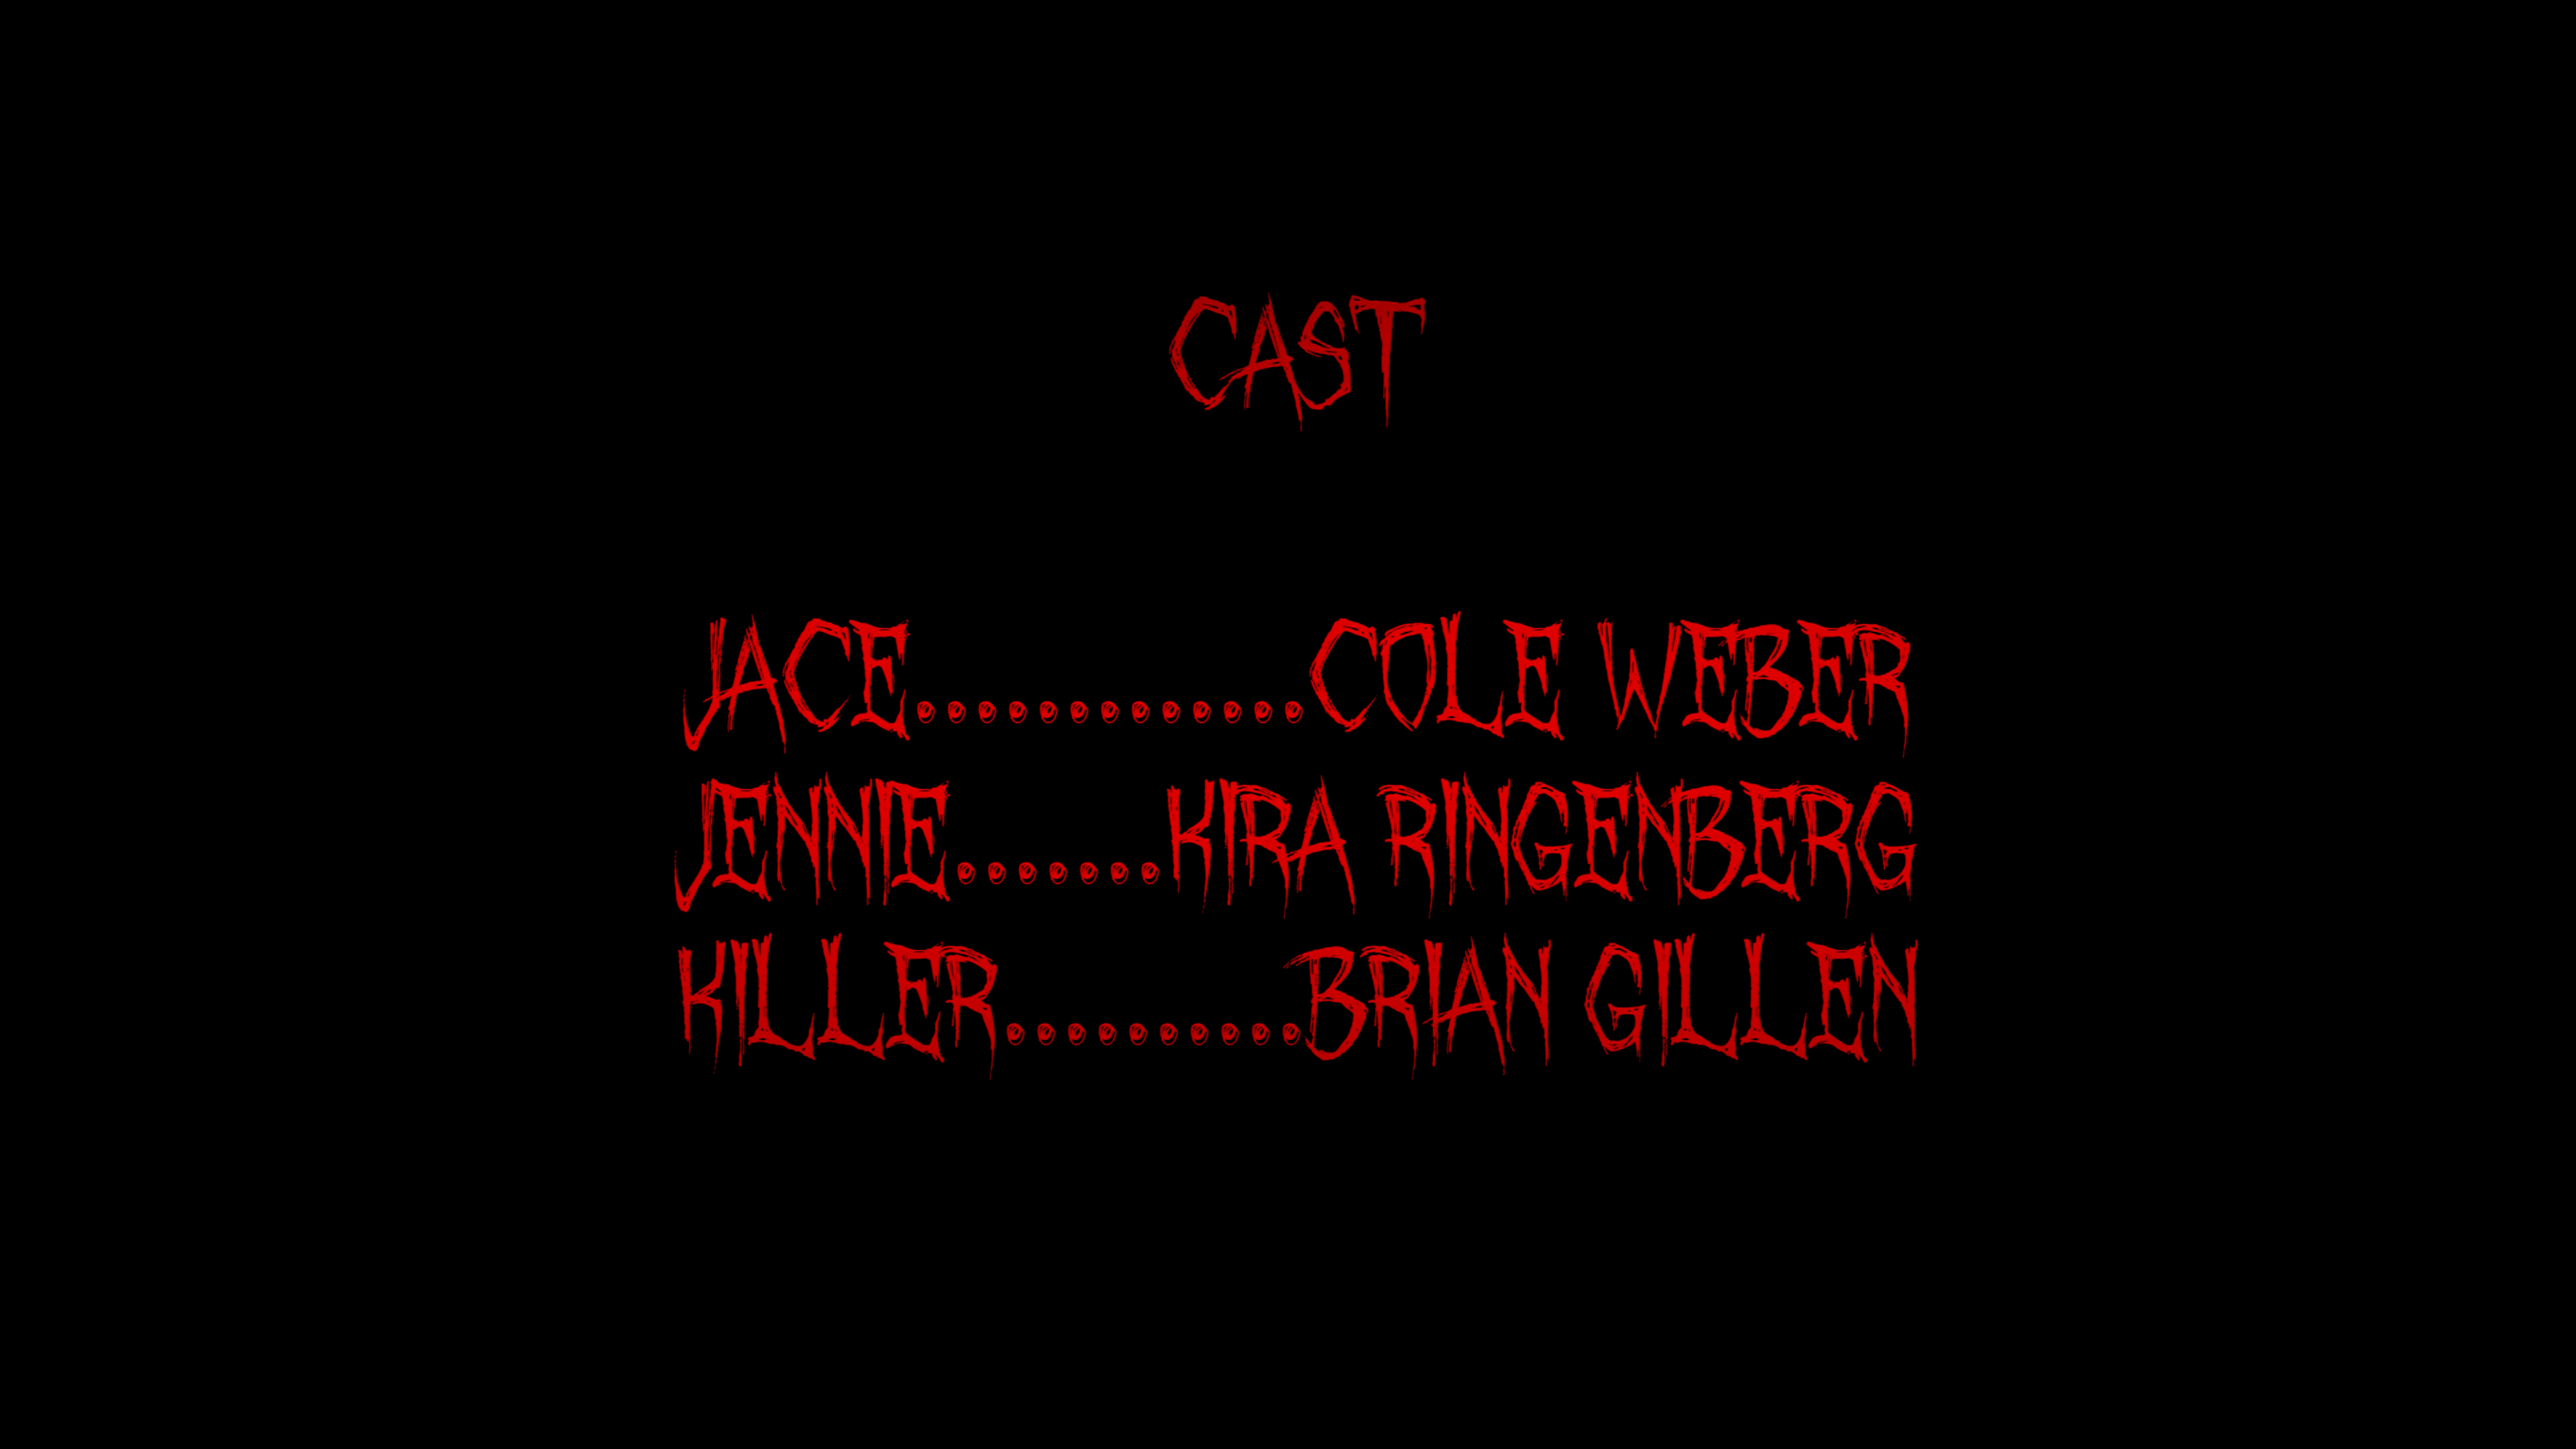 CAST
JACE.............COLE WEBER
JENNIE.......KIRA RINGENBERG
KILLER..........BRIAN GILLEN